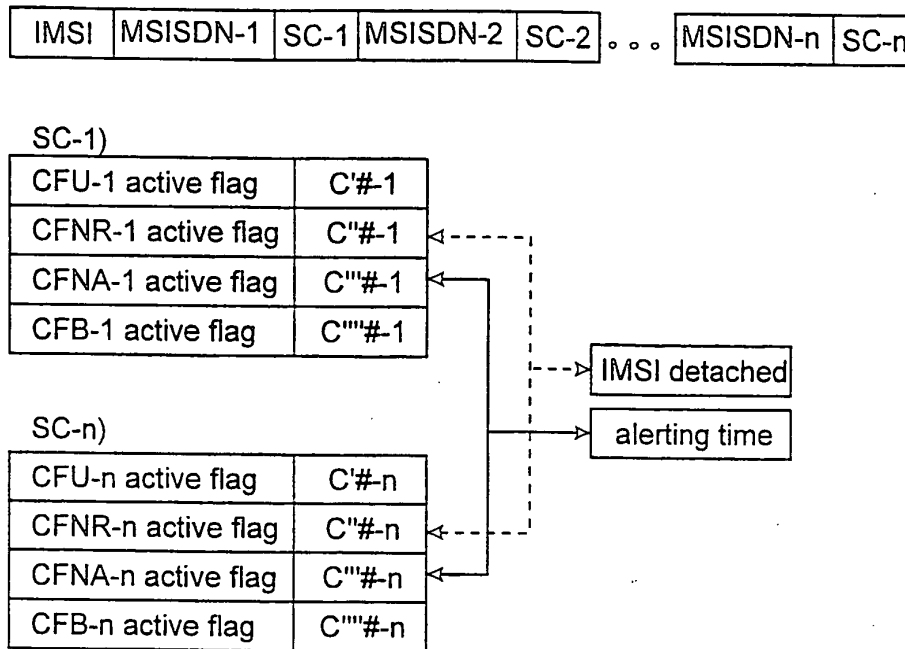 IMSI MSISDN-1 SC-1 MSISDN-2 SC-2 MSISDN-n SC-n
SC-1)
CFU-1 active flag C'#-1
CFNR-1 active flag C"#-1
CFNA-1 active flag C'"#-1
CFB-1 active flag C""#-1
IMSI detached
alerting time
SC-n)
CFU-n active flag C'#-n
CFNR-n active flag C"#-n
CFNA-n active flag C'"#-n
CFB-n active flag C""#-n